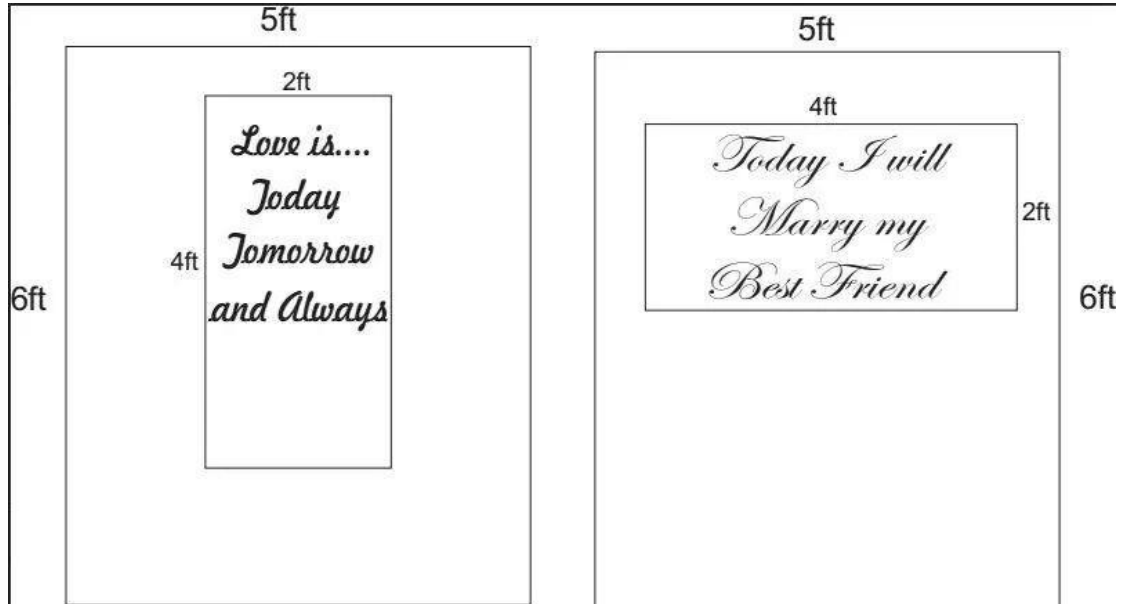 5ft
2ft
Love is....
Today
Tomorrow
and Always
4ft
6ft
5ft
4ft
Today I will
Marry my
Best Friend
2ft
6ft